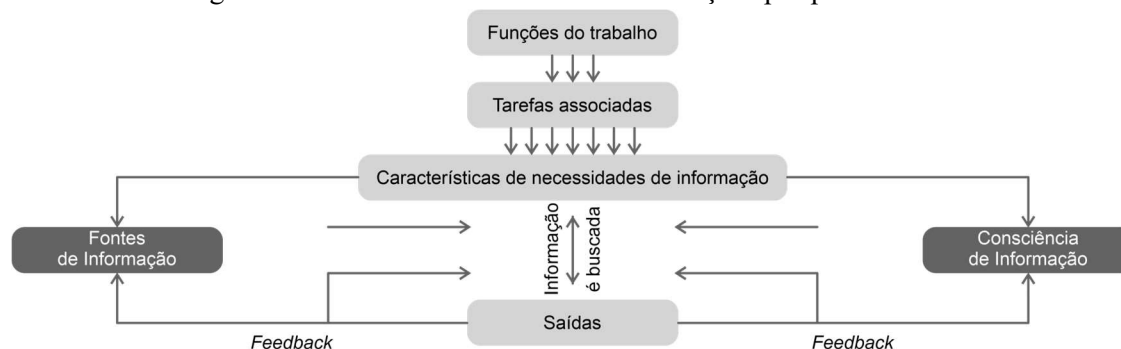 Funções do trabalho
Tarefas associadas
Características de necessidades de informação
Fontes
de Informação
Informação
é buscada
Consciência
de Informação
Saídas
Feedback
Feedback